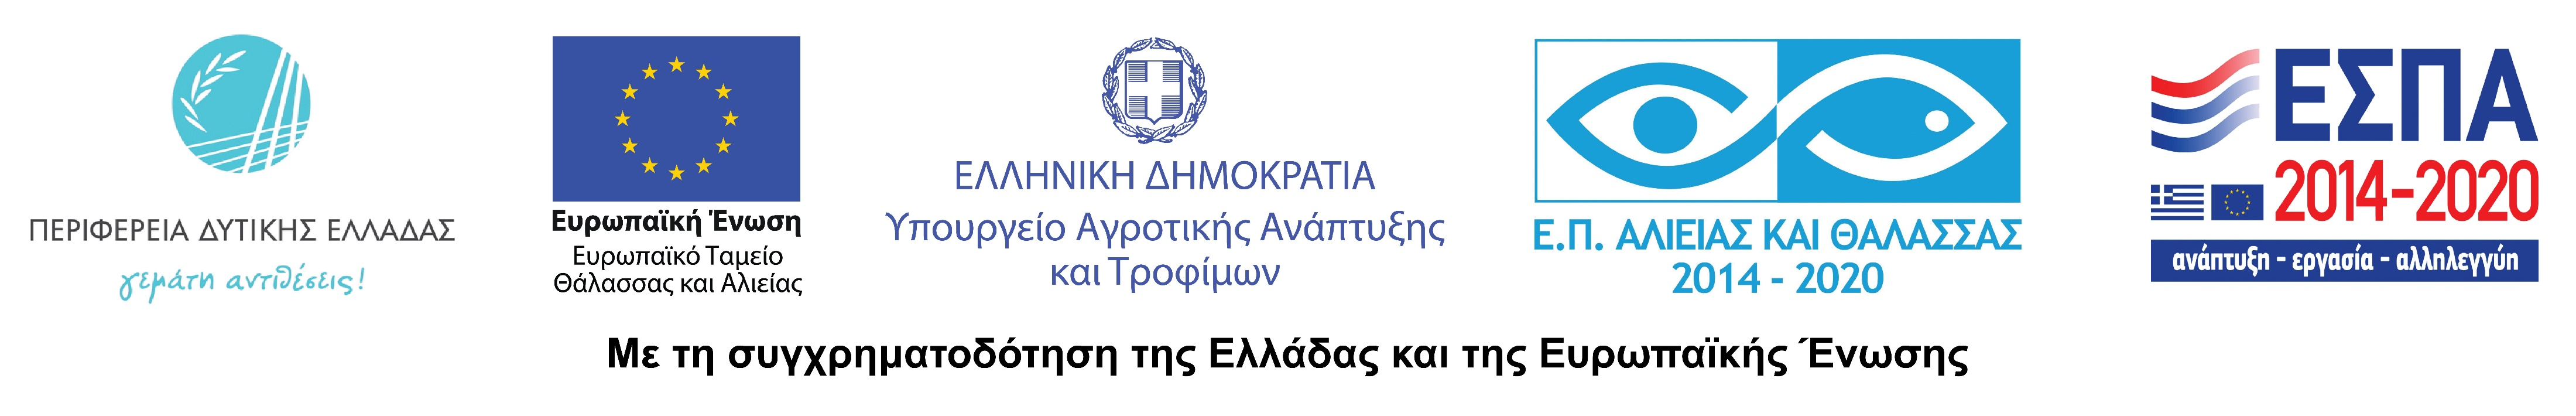 ΠΕΡΙΦΕΡΕΙΑ ΔΥΤΙΚΗΣ ΕΛΛΑΔΑΣ
γεμάτη αντιθέσεις!
Ευρωπαϊκή Ένωση
Ευρωπαϊκό Ταμείο
Θάλασσας και Αλιείας
ΕΛΛΗΝΙΚΗ ΔΗΜΟΚΡΑΤΙΑ
Υπουργείο Αγροτικής Ανάπτυξης
και Τροφίμων
Ε.Π. ΑΛΙΕΙΑΣ ΚΑΙ ΘΑΛΑΣΣΑΣ
2014 - 2020
ΕΣΠΑ
2014-2020
ανάπτυξη - εργασία - αλληλεγγύη
Με τη συγχρηματοδότηση της Ελλάδας και της Ευρωπαϊκής Ένωσης